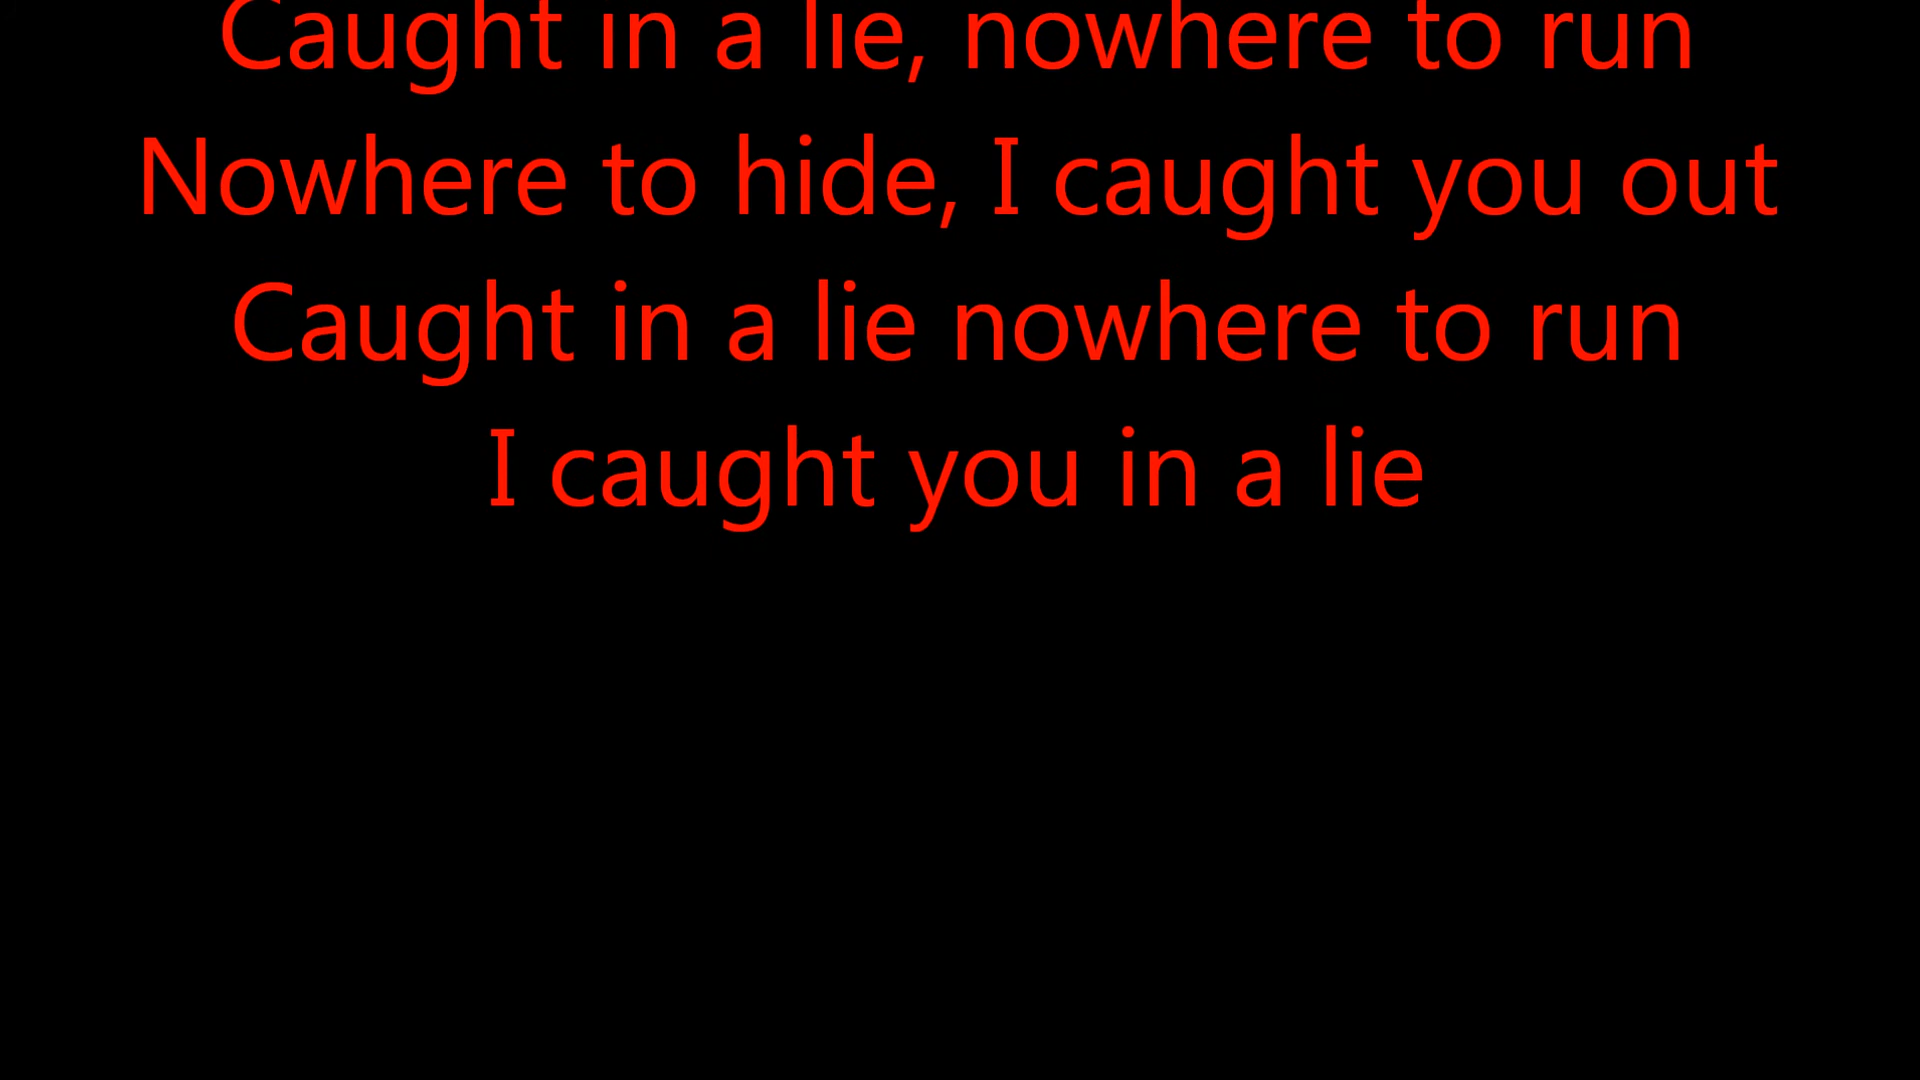 Caught in a lie, nowhere to run
Nowhere to hide, I caught you out
Caught in a lie nowhere to run
I caught you in a lie